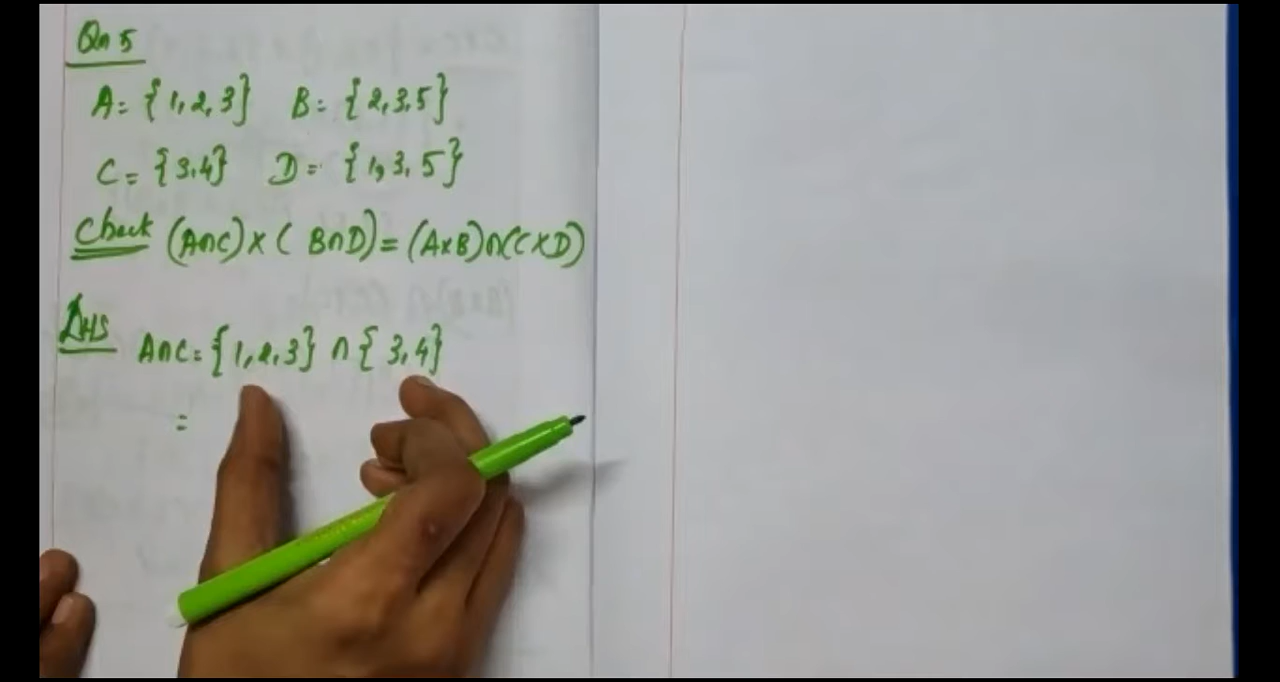 Qn 5
A = {1, 2, 3} B = {2, 3, 5}
C = {3, 4} D = {1, 3, 5}
Check (A∩C) × (B∩D) = (A×B)∩(C×D)
LHS A∩C = {1, 2, 3} ∩ {3, 4}
=